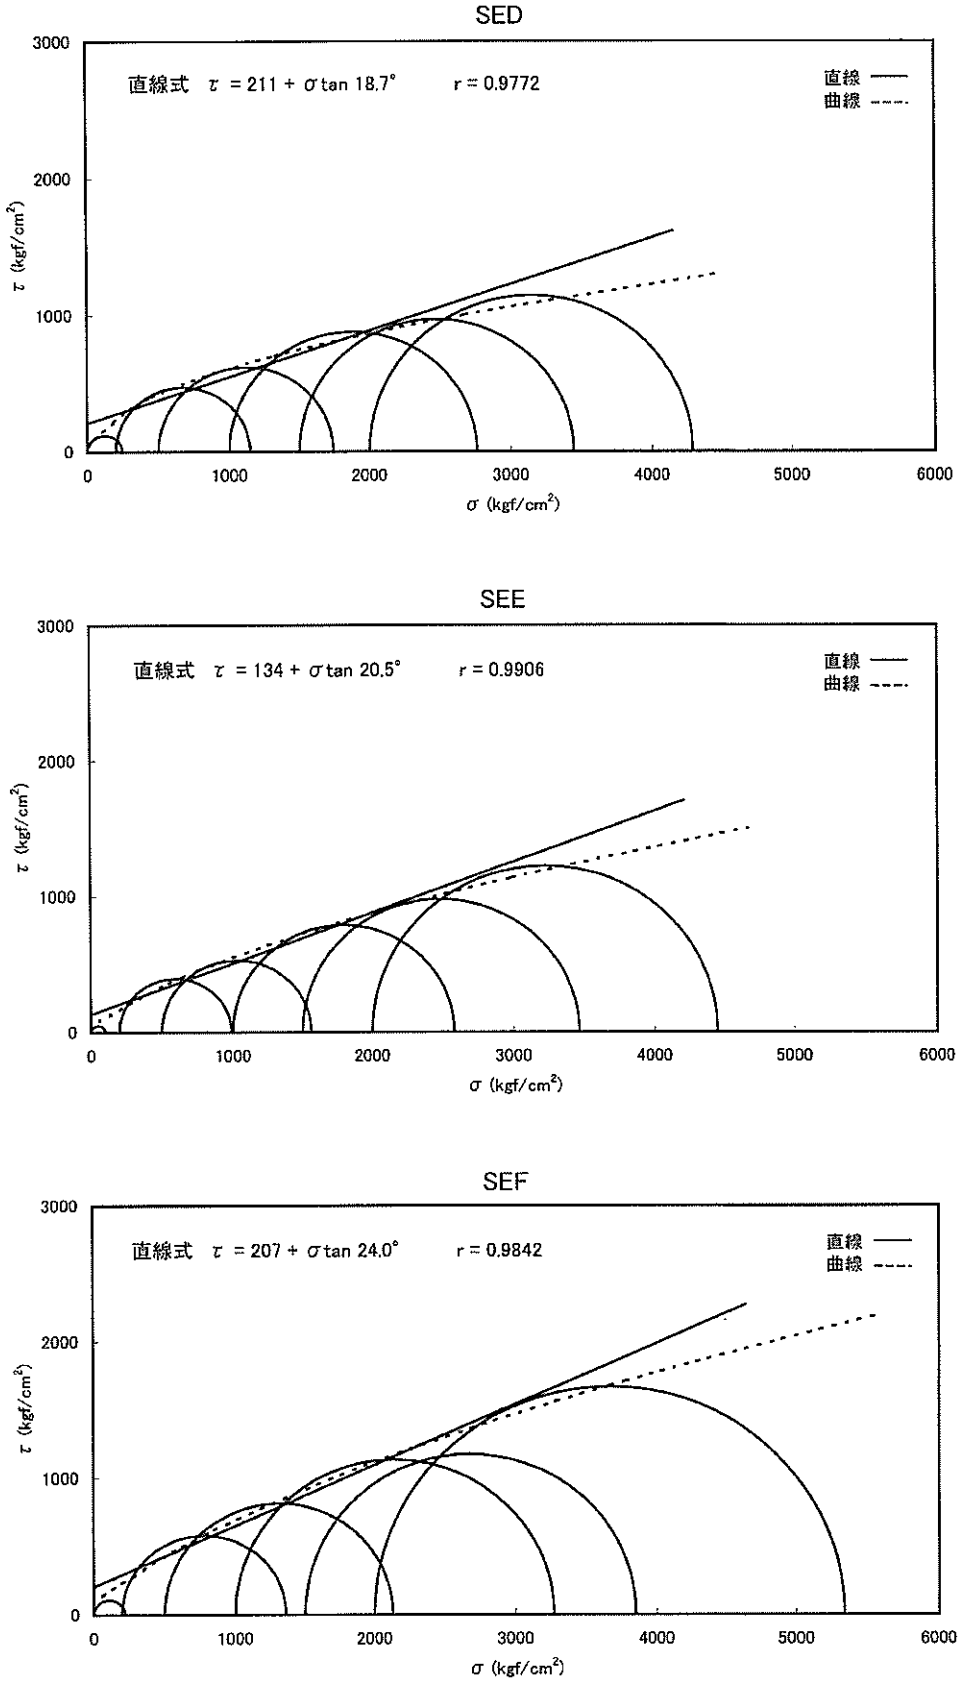 SED
3000
直線式 τ = 211 + σ tan 18.7° r = 0.9772
直線
曲線
2000
τ (kgf/cm²)
1000
0
0 1000 2000 3000 4000 5000 6000
σ (kgf/cm²)
SEE
3000
直線式 τ = 134 + σ tan 20.5° r = 0.9906
直線
曲線
2000
τ (kgf/cm²)
1000
0
0 1000 2000 3000 4000 5000 6000
σ (kgf/cm²)
SEF
3000
直線式 τ = 207 + σ tan 24.0° r = 0.9842
直線
曲線
2000
τ (kgf/cm²)
1000
0
0 1000 2000 3000 4000 5000 6000
σ (kgf/cm²)